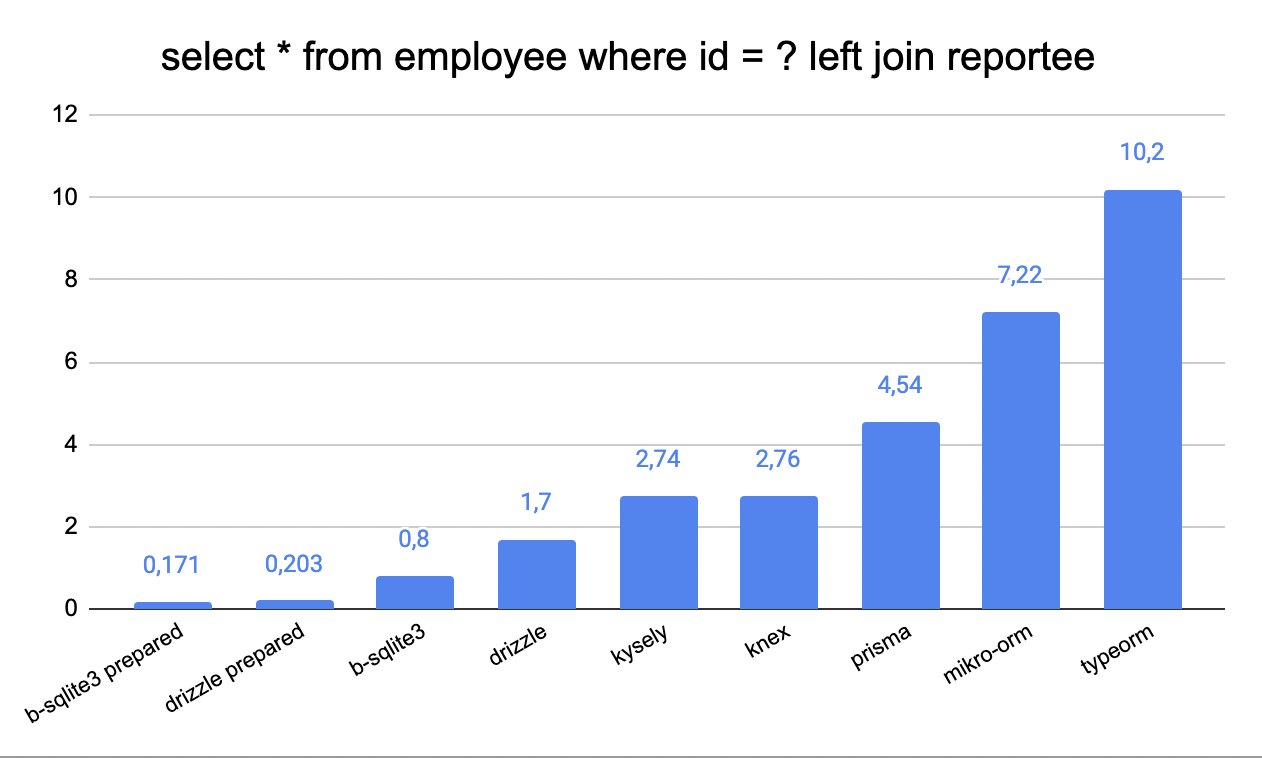 select * from employee where id = ? left join reportee
12
10
8
6
4
2
0
0,171
0,203
0,8
1,7
2,74
2,76
4,54
7,22
10,2
b-sqlite3 prepared
drizzle prepared
b-sqlite3
drizzle
kysely
knex
prisma
mikro-orm
typeorm